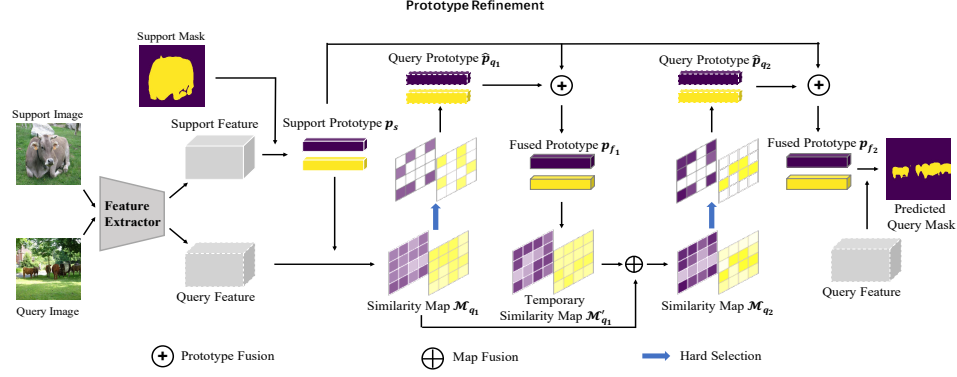 Prototype Refinement
Support Mask
Query Prototype p̂q₁
Query Prototype p̂q₂
Support Image
Support Feature
Support Prototype pₛ
Fused Prototype p_f₁
Fused Prototype p_f₂
Feature
Extractor
Predicted
Query Mask
Query Image
Query Feature
Similarity Map ℳq₁
Temporary
Similarity Map ℳ′q₁
Similarity Map ℳq₂
Query Feature
Prototype Fusion
Map Fusion
Hard Selection